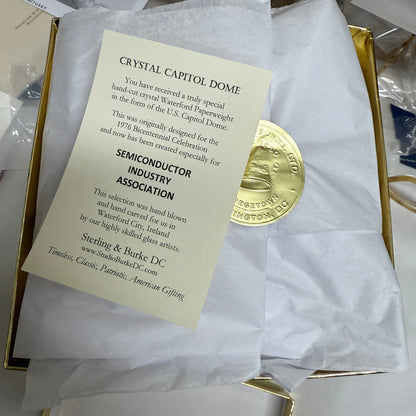 CRYSTAL CAPITOL DOME
You have received a truly special
hand-cut crystal Waterford Paperweight
in the form of the U.S. Capitol Dome.
This was originally designed for the
1976 Bicentennial Celebration
and now has been created especially for
SEMICONDUCTOR
INDUSTRY
ASSOCIATION
This selection was hand blown
and hand carved for us in
Waterford City, Ireland
by our highly skilled glass artists.
Sterling & Burke DC
www.StudioBurkeDC.com
Timeless, Classic, Patriotic, American Gifting
LTD.
DC